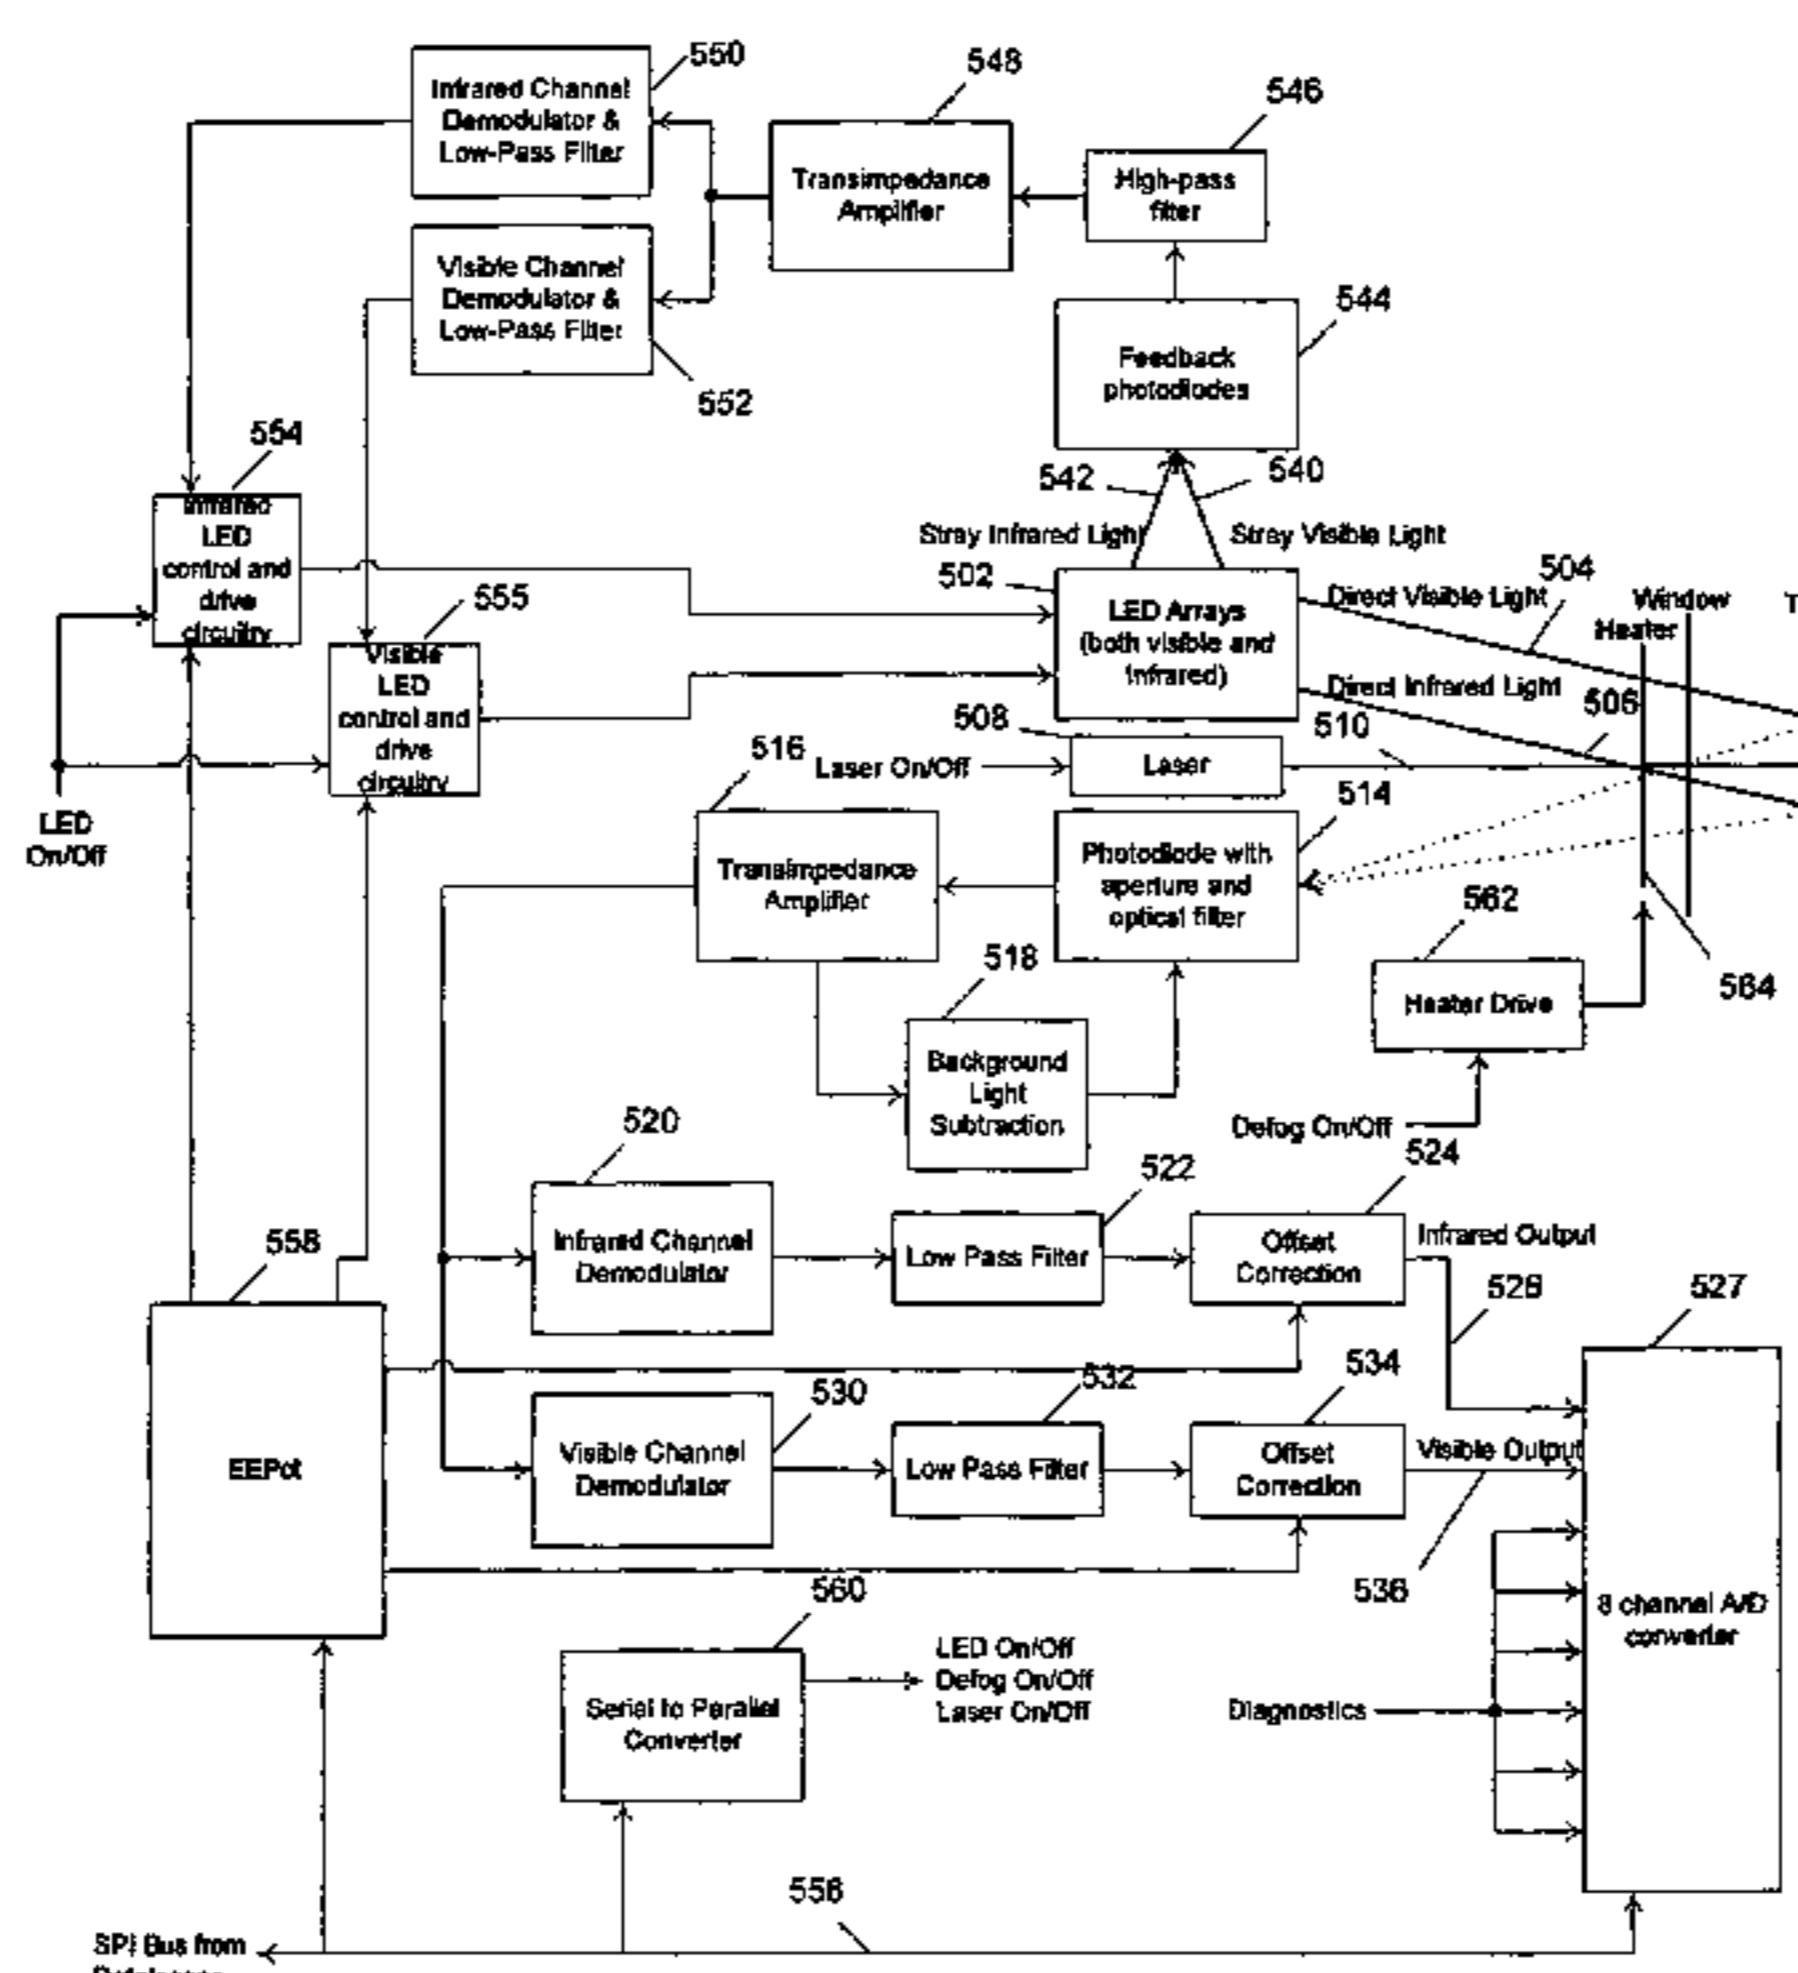 550
Infrared Channel
Demodulator &
Low-Pass Filter
548
Transimpedance
Amplifier
546
High-pass
filter
Visible Channel
Demodulator &
Low-Pass Filter
552
544
Feedback
photodiodes
554
Infrared
LED
control and
drive
circuitry
542
540
Stray Infrared Light
Stray Visible Light
555
Visible
LED
control and
drive
circuitry
502
LED Arrays
(both visible and
infrared)
504
Direct Visible Light
Window
Heater
T
Direct Infrared Light
506
LED
On/Off
508
Laser On/Off
Laser
510
516
Transimpedance
Amplifier
514
Photodiode with
aperture and
optical filter
562
Heater Drive
564
518
Background
Light
Subtraction
Defog On/Off
520
Infrared Channel
Demodulator
522
Low Pass Filter
524
Offset
Correction
Infrared Output
526
527
558
EEPot
530
Visible Channel
Demodulator
532
Low Pass Filter
534
Offset
Correction
Visible Output
536
8 channel A/D
converter
560
Serial to Parallel
Converter
LED On/Off
Defog On/Off
Laser On/Off
Diagnostics
556
SPI Bus from